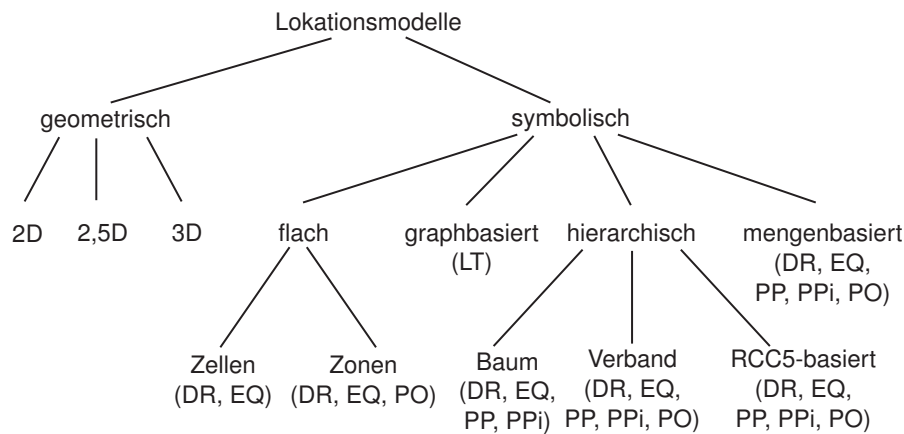 Lokationsmodelle
geometrisch
symbolisch
2D
2,5D
3D
flach
graphbasiert
(LT)
hierarchisch
mengenbasiert
(DR, EQ,
PP, PPi, PO)
Zellen
(DR, EQ)
Zonen
(DR, EQ, PO)
Baum
(DR, EQ,
PP, PPi)
Verband
(DR, EQ,
PP, PPi, PO)
RCC5-basiert
(DR, EQ,
PP, PPi, PO)